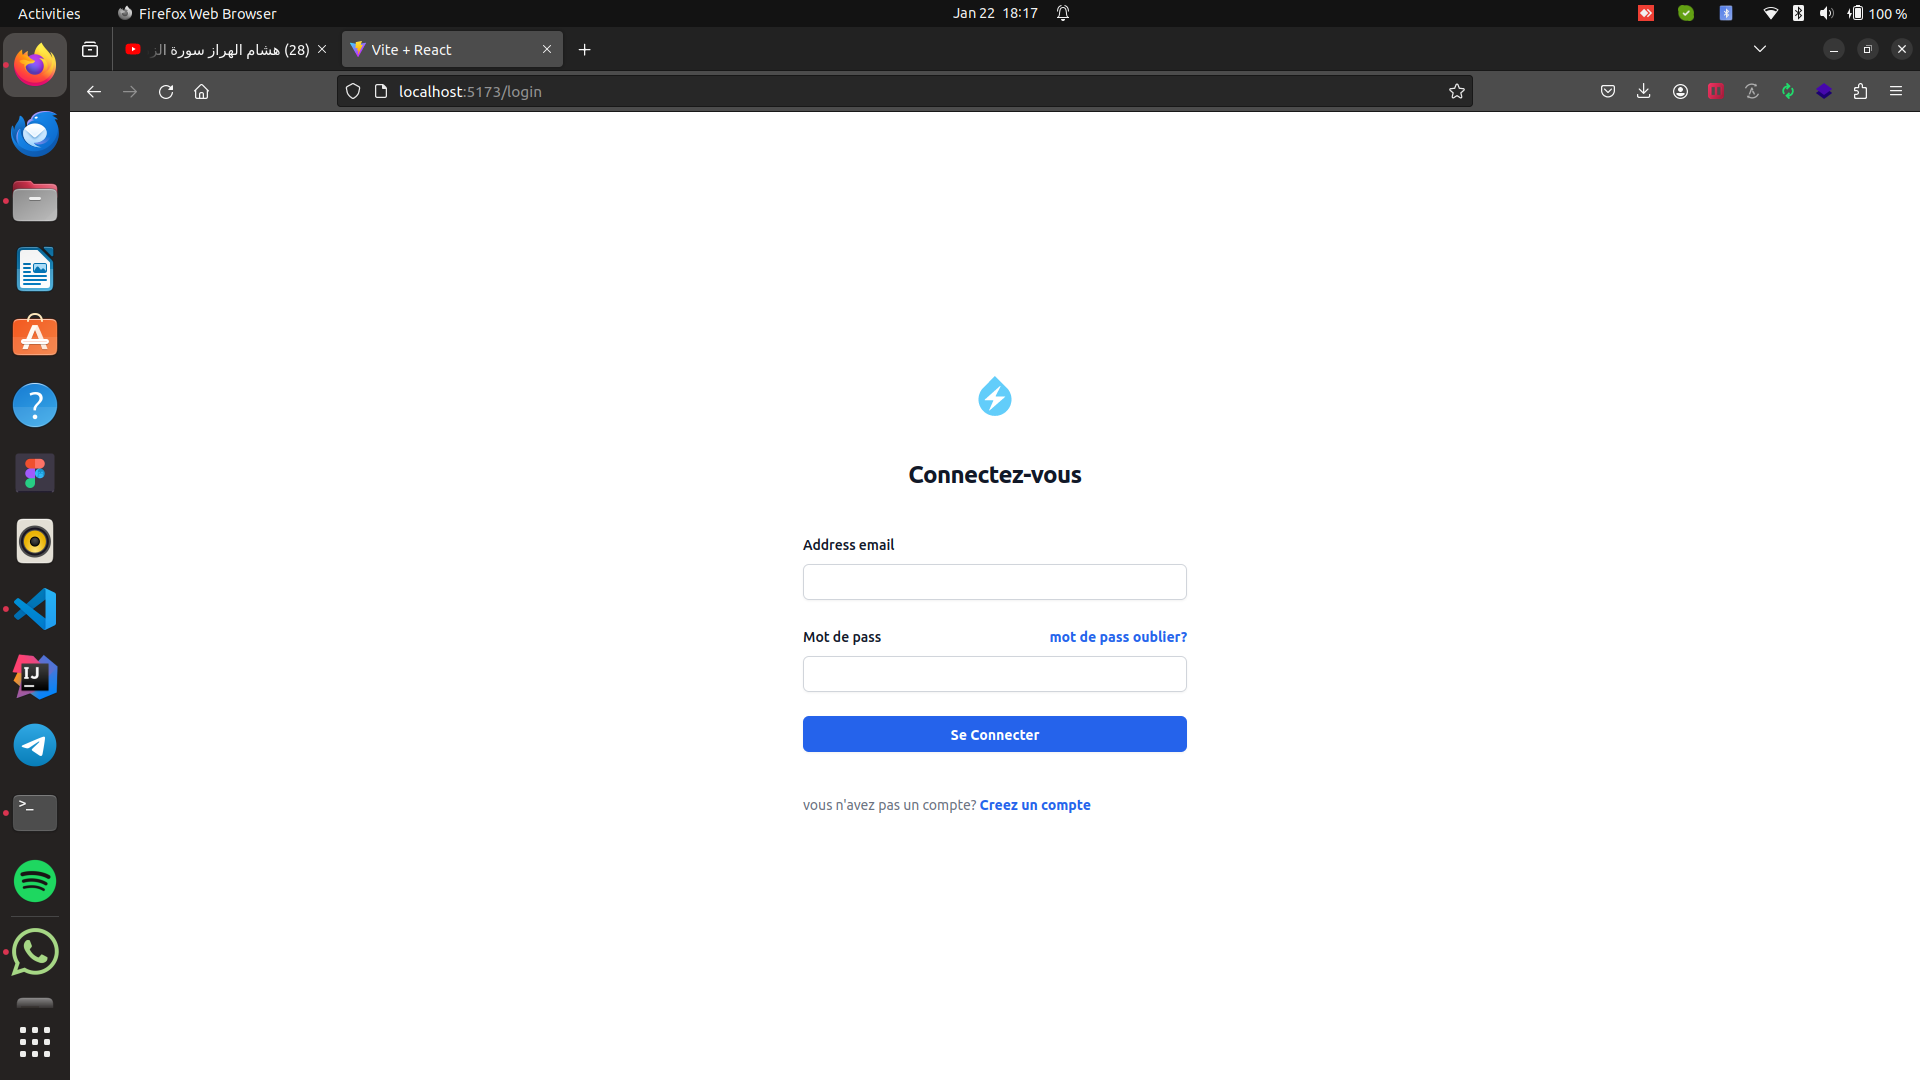 Activities
Firefox Web Browser
Jan 22 18:17
100 %
(28) هشام الهراز سورة الز
Vite + React
localhost:5173/login
Connectez-vous
Address email
Mot de pass
mot de pass oublier?
Se Connecter
vous n'avez pas un compte? Creez un compte